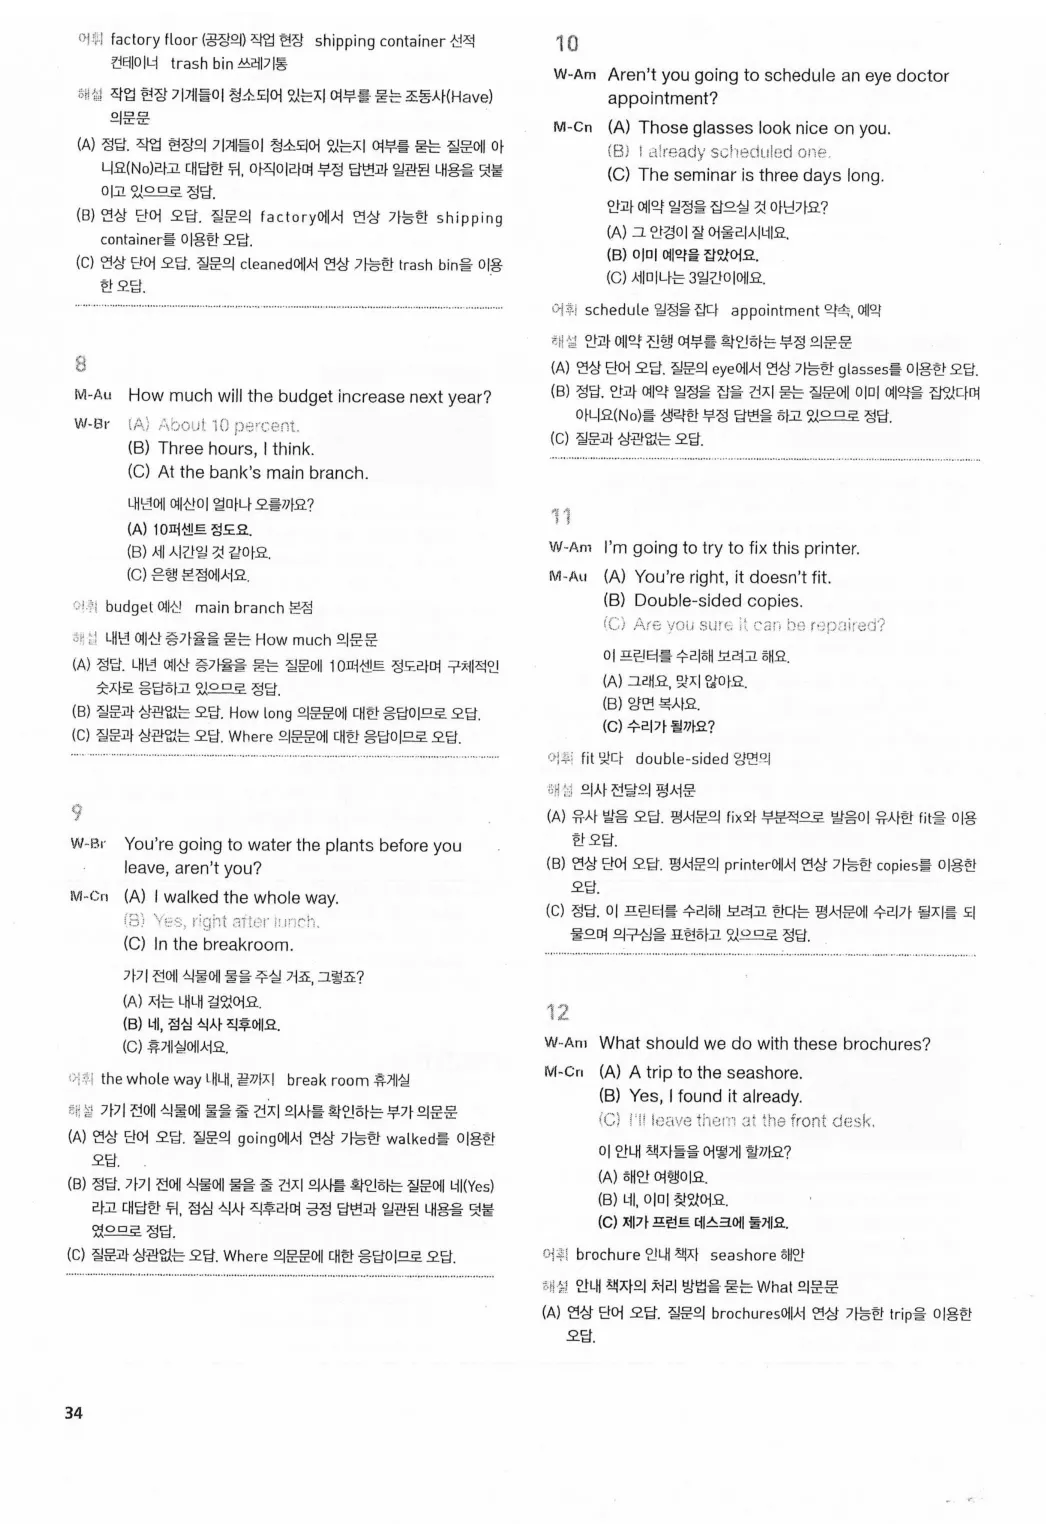 어휘 factory floor (공장의) 작업 현장 shipping container 선적
컨테이너 trash bin 쓰레기통
해설 작업 현장 기계들이 청소되어 있는지 여부를 묻는 조동사(Have)
의문문
(A) 정답. 작업 현장의 기계들이 청소되어 있는지 여부를 묻는 질문에 아
니요(No)라고 대답한 뒤, 아직이라며 부정 답변과 일관된 내용을 덧붙
이고 있으므로 정답.
(B) 연상 단어 오답. 질문의 factory에서 연상 가능한 shipping
container를 이용한 오답.
(C) 연상 단어 오답. 질문의 cleaned에서 연상 가능한 trash bin을 이용
한 오답.
8
M-Au How much will the budget increase next year?
W-Br (A) About 10 percent.
(B) Three hours, I think.
(C) At the bank's main branch.
내년에 예산이 얼마나 오를까요?
(A) 10퍼센트 정도요.
(B) 세 시간일 것 같아요.
(C) 은행 본점에서요.
어휘 budget 예산 main branch 본점
해설 내년 예산 증가율을 묻는 How much 의문문
(A) 정답. 내년 예산 증가율을 묻는 질문에 10퍼센트 정도라며 구체적인
숫자로 응답하고 있으므로 정답.
(B) 질문과 상관없는 오답. How long 의문문에 대한 응답이므로 오답.
(C) 질문과 상관없는 오답. Where 의문문에 대한 응답이므로 오답.
9
W-Br You're going to water the plants before you
leave, aren't you?
M-Cn (A) I walked the whole way.
(B) Yes, right after lunch.
(C) In the breakroom.
가기 전에 식물에 물을 주실 거죠, 그렇죠?
(A) 저는 내내 걸었어요.
(B) 네, 점심 식사 직후에요.
(C) 휴게실에서요.
어휘 the whole way 내내, 끝까지 break room 휴게실
해설 가기 전에 식물에 물을 줄 건지 의사를 확인하는 부가 의문문
(A) 연상 단어 오답. 질문의 going에서 연상 가능한 walked를 이용한
오답.
(B) 정답. 가기 전에 식물에 물을 줄 건지 의사를 확인하는 질문에 네(Yes)
라고 대답한 뒤, 점심 식사 직후라며 긍정 답변과 일관된 내용을 덧붙
였으므로 정답.
(C) 질문과 상관없는 오답. Where 의문문에 대한 응답이므로 오답.
34
10
W-Am Aren't you going to schedule an eye doctor
appointment?
M-Cn (A) Those glasses look nice on you.
(B) I already scheduled one.
(C) The seminar is three days long.
안과 예약 일정을 잡으실 것 아닌가요?
(A) 그 안경이 잘 어울리시네요.
(B) 이미 예약을 잡았어요.
(C) 세미나는 3일간이에요.
어휘 schedule 일정을 잡다 appointment 약속, 예약
해설 안과 예약 진행 여부를 확인하는 부정 의문문
(A) 연상 단어 오답. 질문의 eye에서 연상 가능한 glasses를 이용한 오답.
(B) 정답. 안과 예약 일정을 잡을 건지 묻는 질문에 이미 예약을 잡았다며
아니요(No)를 생략한 부정 답변을 하고 있으므로 정답.
(C) 질문과 상관없는 오답.
11
W-Am I'm going to try to fix this printer.
M-Au (A) You're right, it doesn't fit.
(B) Double-sided copies.
(C) Are you sure it can be repaired?
이 프린터를 수리해 보려고 해요.
(A) 그래요, 맞지 않아요.
(B) 양면 복사요.
(C) 수리가 될까요?
어휘 fit 맞다 double-sided 양면의
해설 의사 전달의 평서문
(A) 유사 발음 오답. 평서문의 fix와 부분적으로 발음이 유사한 fit을 이용
한 오답.
(B) 연상 단어 오답. 평서문의 printer에서 연상 가능한 copies를 이용한
오답.
(C) 정답. 이 프린터를 수리해 보려고 한다는 평서문에 수리가 될지를 되
물으며 의구심을 표현하고 있으므로 정답.
12
W-Am What should we do with these brochures?
M-Cn (A) A trip to the seashore.
(B) Yes, I found it already.
(C) I'll leave them at the front desk.
이 안내 책자들을 어떻게 할까요?
(A) 해안 여행이요.
(B) 네, 이미 찾았어요.
(C) 제가 프런트 데스크에 둘게요.
어휘 brochure 안내 책자 seashore 해안
해설 안내 책자의 처리 방법을 묻는 What 의문문
(A) 연상 단어 오답. 질문의 brochures에서 연상 가능한 trip을 이용한
오답.